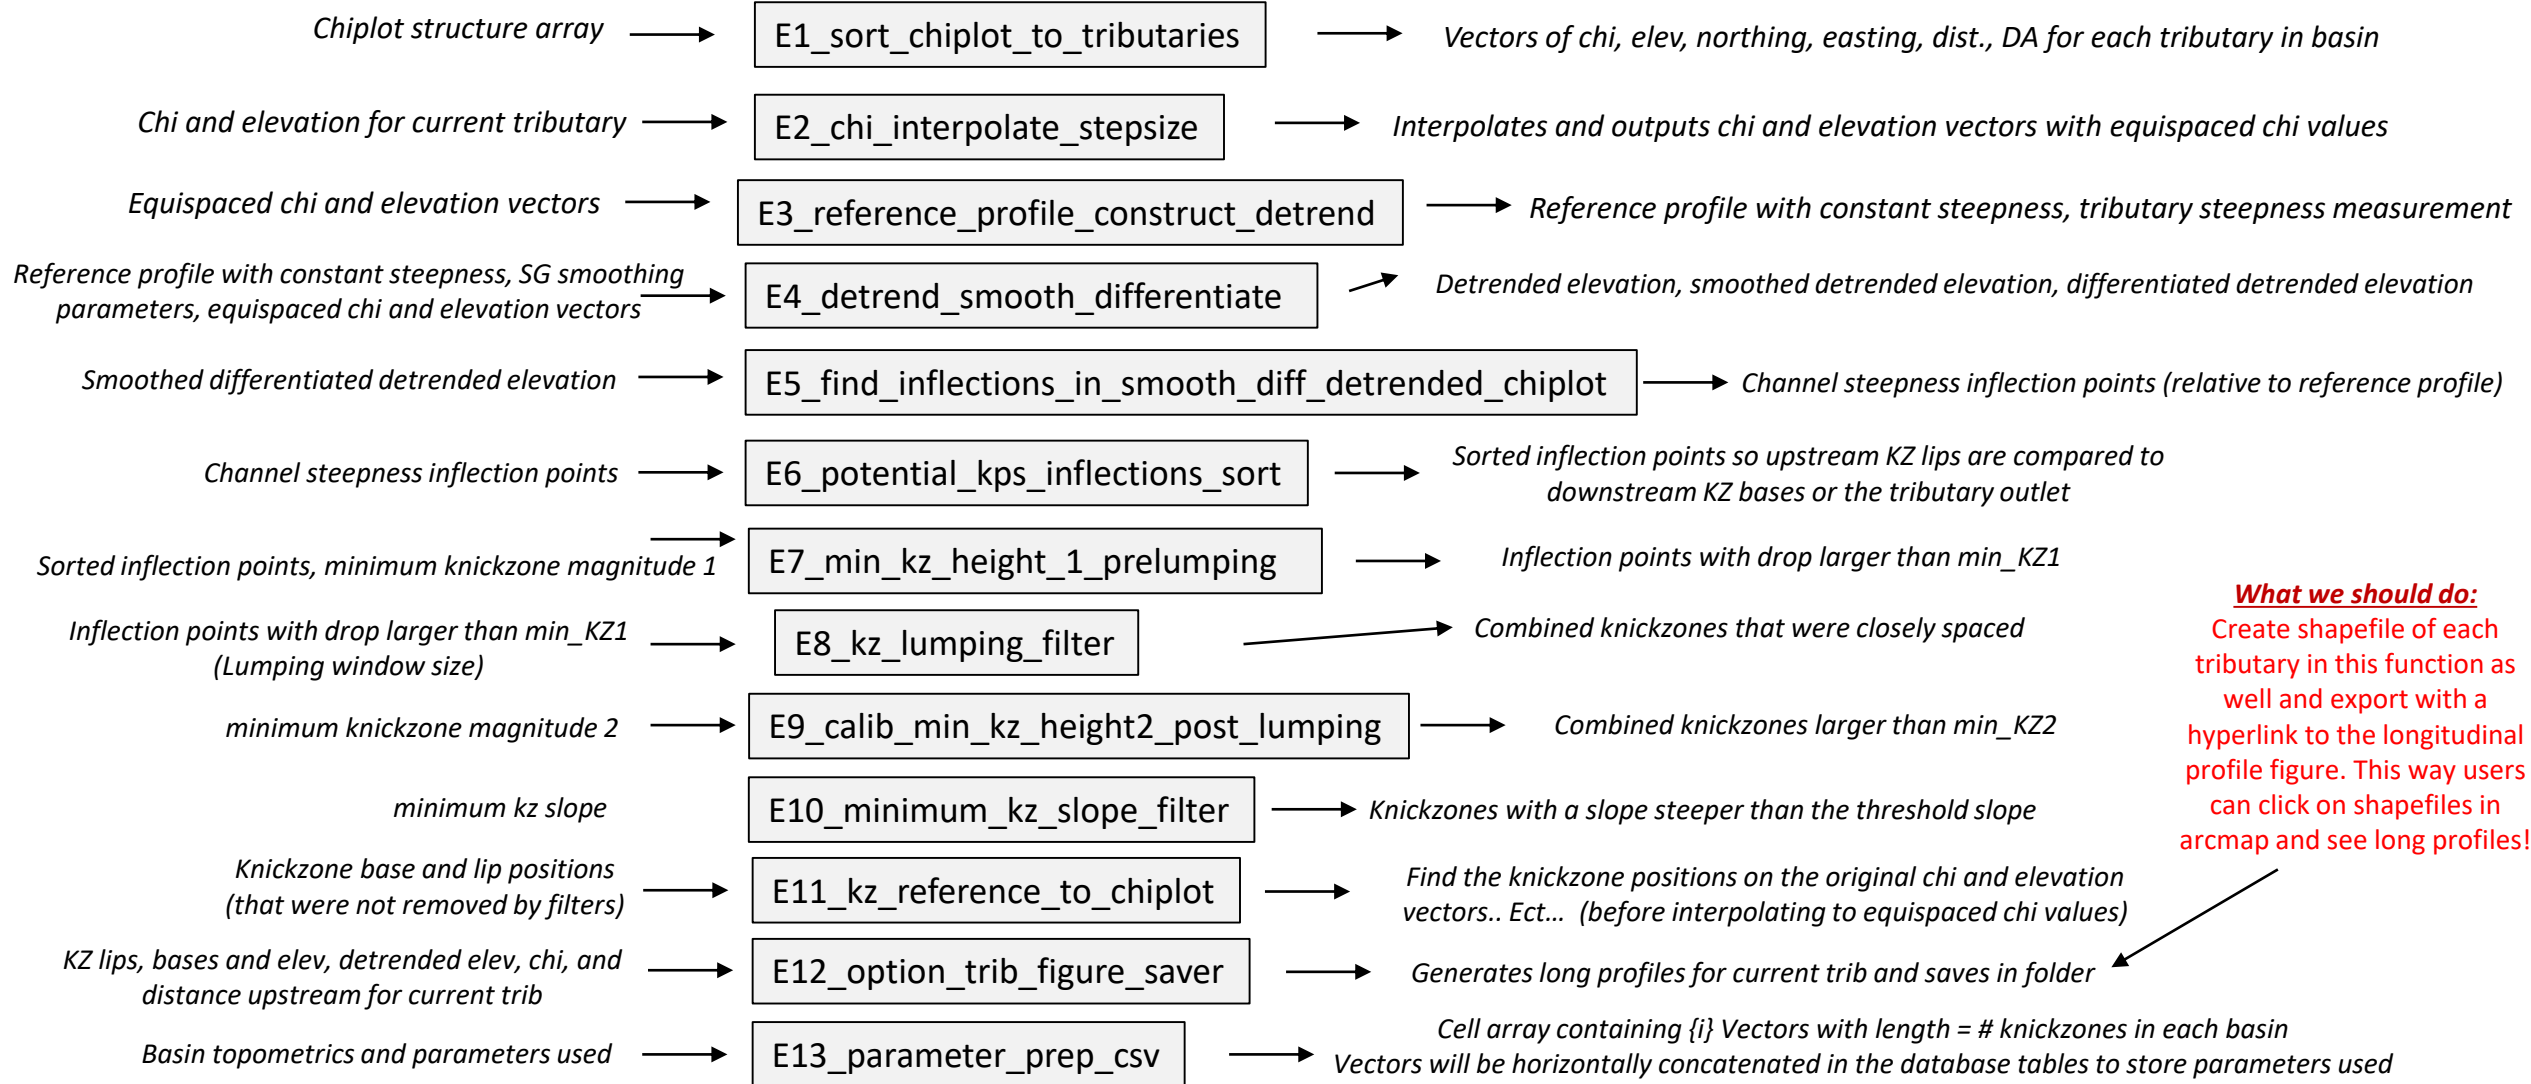 Chiplot structure array
E1_sort_chiplot_to_tributaries
Vectors of chi, elev, northing, easting, dist., DA for each tributary in basin
Chi and elevation for current tributary
E2_chi_interpolate_stepsize
Interpolates and outputs chi and elevation vectors with equispaced chi values
Equispaced chi and elevation vectors
E3_reference_profile_construct_detrend
Reference profile with constant steepness, tributary steepness measurement
Reference profile with constant steepness, SG smoothing
parameters, equispaced chi and elevation vectors
E4_detrend_smooth_differentiate
Detrended elevation, smoothed detrended elevation, differentiated detrended elevation
Smoothed differentiated detrended elevation
E5_find_inflections_in_smooth_diff_detrended_chiplot
Channel steepness inflection points (relative to reference profile)
Channel steepness inflection points
E6_potential_kps_inflections_sort
Sorted inflection points so upstream KZ lips are compared to
downstream KZ bases or the tributary outlet
Sorted inflection points, minimum knickzone magnitude 1
E7_min_kz_height_1_prelumping
Inflection points with drop larger than min_KZ1
Inflection points with drop larger than min_KZ1
(Lumping window size)
E8_kz_lumping_filter
Combined knickzones that were closely spaced
minimum knickzone magnitude 2
E9_calib_min_kz_height2_post_lumping
Combined knickzones larger than min_KZ2
minimum kz slope
E10_minimum_kz_slope_filter
Knickzones with a slope steeper than the threshold slope
What we should do:
Create shapefile of each
tributary in this function as
well and export with a
hyperlink to the longitudinal
profile figure. This way users
can click on shapefiles in
arcmap and see long profiles!
Knickzone base and lip positions
(that were not removed by filters)
E11_kz_reference_to_chiplot
Find the knickzone positions on the original chi and elevation
vectors.. Ect... (before interpolating to equispaced chi values)
KZ lips, bases and elev, detrended elev, chi, and
distance upstream for current trib
E12_option_trib_figure_saver
Generates long profiles for current trib and saves in folder
Basin topometrics and parameters used
E13_parameter_prep_csv
Cell array containing {i} Vectors with length = # knickzones in each basin
Vectors will be horizontally concatenated in the database tables to store parameters used